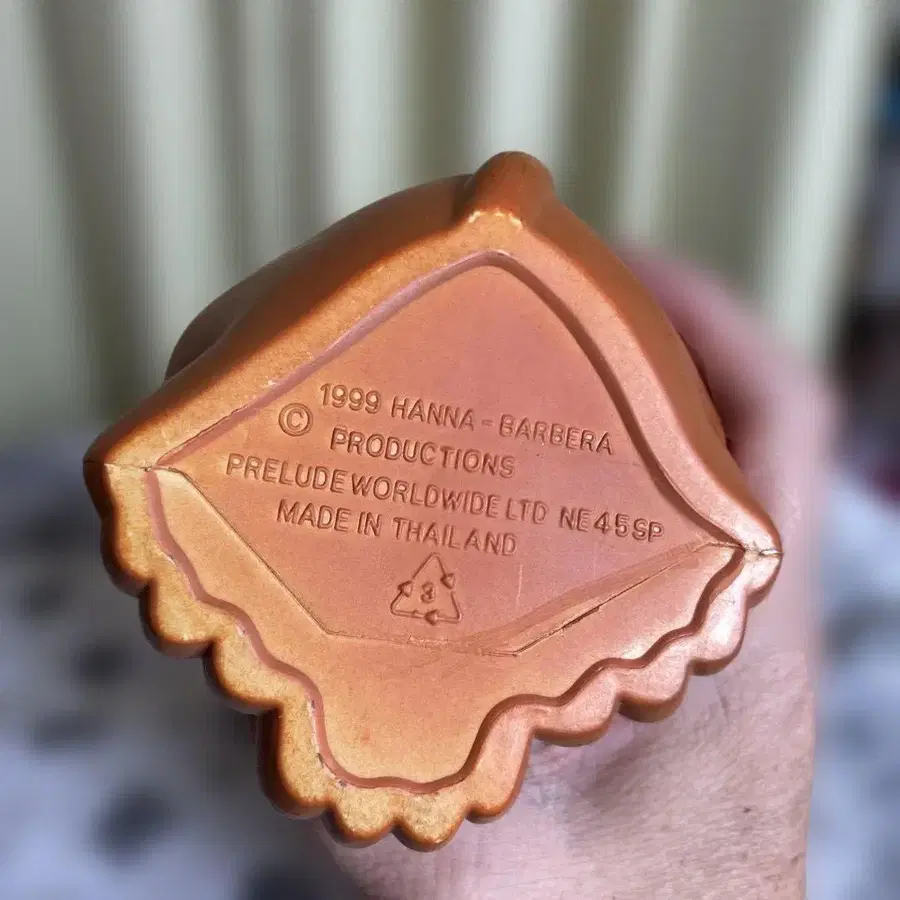 © 1999 HANNA-BARBERA
PRODUCTIONS
PRELUDE WORLDWIDE LTD NE45SP
MADE IN THAILAND
3